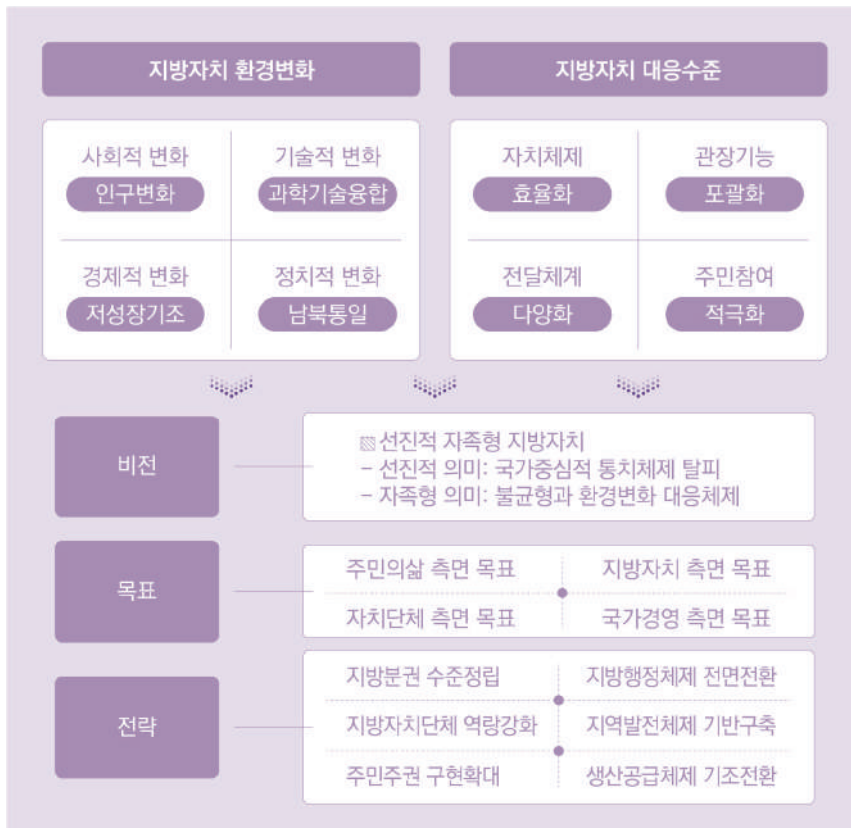 지방자치 환경변화
지방자치 대응수준
사회적 변화
기술적 변화
인구변화
과학기술융합
경제적 변화
정치적 변화
저성장기조
남북통일
자치체제
관장기능
효율화
포괄화
전달체계
주민참여
다양화
적극화
비전
▧ 선진적 자족형 지방자치
– 선진적 의미: 국가중심적 통치체제 탈피
– 자족형 의미: 불균형과 환경변화 대응체제
목표
주민의삶 측면 목표
지방자치 측면 목표
자치단체 측면 목표
국가경영 측면 목표
전략
지방분권 수준정립
지방행정체제 전면전환
지방자치단체 역량강화
지역발전체제 기반구축
주민주권 구현확대
생산공급체제 기조전환